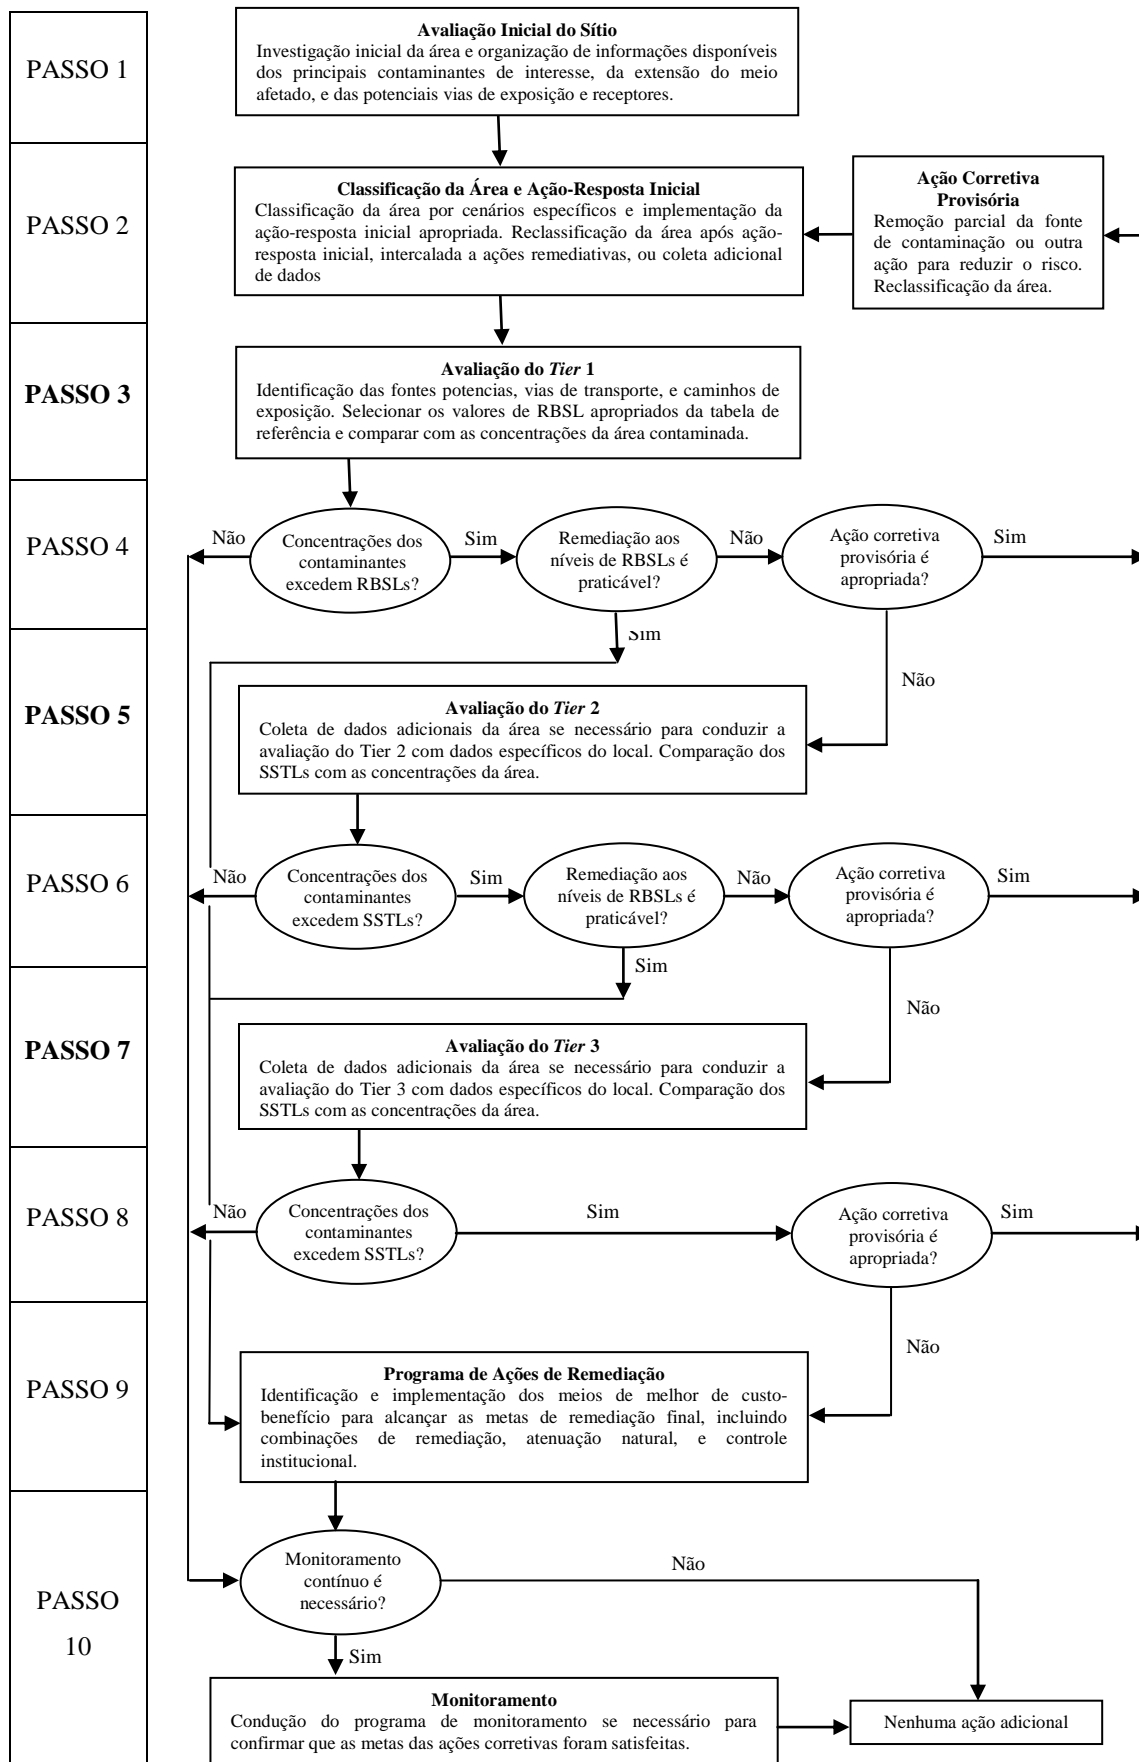 PASSO 1
Avaliação Inicial do Sítio
Investigação inicial da área e organização de informações disponíveis
dos principais contaminantes de interesse, da extensão do meio
afetado, e das potenciais vias de exposição e receptores.
PASSO 2
Classificação da Área e Ação-Resposta Inicial
Classificação da área por cenários específicos e implementação da
ação-resposta inicial apropriada. Reclassificação da área após ação-
resposta inicial, intercalada a ações remediativas, ou coleta adicional
de dados
Ação Corretiva
Provisória
Remoção parcial da fonte
de contaminação ou outra
ação para reduzir o risco.
Reclassificação da área.
PASSO 3
Avaliação do Tier 1
Identificação das fontes potencias, vias de transporte, e caminhos de
exposição. Selecionar os valores de RBSL apropriados da tabela de
referência e comparar com as concentrações da área contaminada.
PASSO 4
Não
Concentrações dos
contaminantes
excedem RBSLs?
Sim
Remediação aos
níveis de RBSLs é
praticável?
Não
Ação corretiva
provisória é
apropriada?
Sim
Sim
Não
PASSO 5
Avaliação do Tier 2
Coleta de dados adicionais da área se necessário para conduzir a
avaliação do Tier 2 com dados específicos do local. Comparação dos
SSTLs com as concentrações da área.
PASSO 6
Não
Concentrações dos
contaminantes
excedem SSTLs?
Sim
Remediação aos
níveis de RBSLs é
praticável?
Não
Ação corretiva
provisória é
apropriada?
Sim
Sim
Não
PASSO 7
Avaliação do Tier 3
Coleta de dados adicionais da área se necessário para conduzir a
avaliação do Tier 3 com dados específicos do local. Comparação dos
SSTLs com as concentrações da área.
PASSO 8
Não
Concentrações dos
contaminantes
excedem SSTLs?
Sim
Ação corretiva
provisória é
apropriada?
Sim
Não
PASSO 9
Programa de Ações de Remediação
Identificação e implementação dos meios de melhor de custo-
benefício para alcançar as metas de remediação final, incluindo
combinações de remediação, atenuação natural, e controle
institucional.
PASSO
10
Monitoramento
contínuo é
necessário?
Não
Sim
Monitoramento
Condução do programa de monitoramento se necessário para
confirmar que as metas das ações corretivas foram satisfeitas.
Nenhuma ação adicional